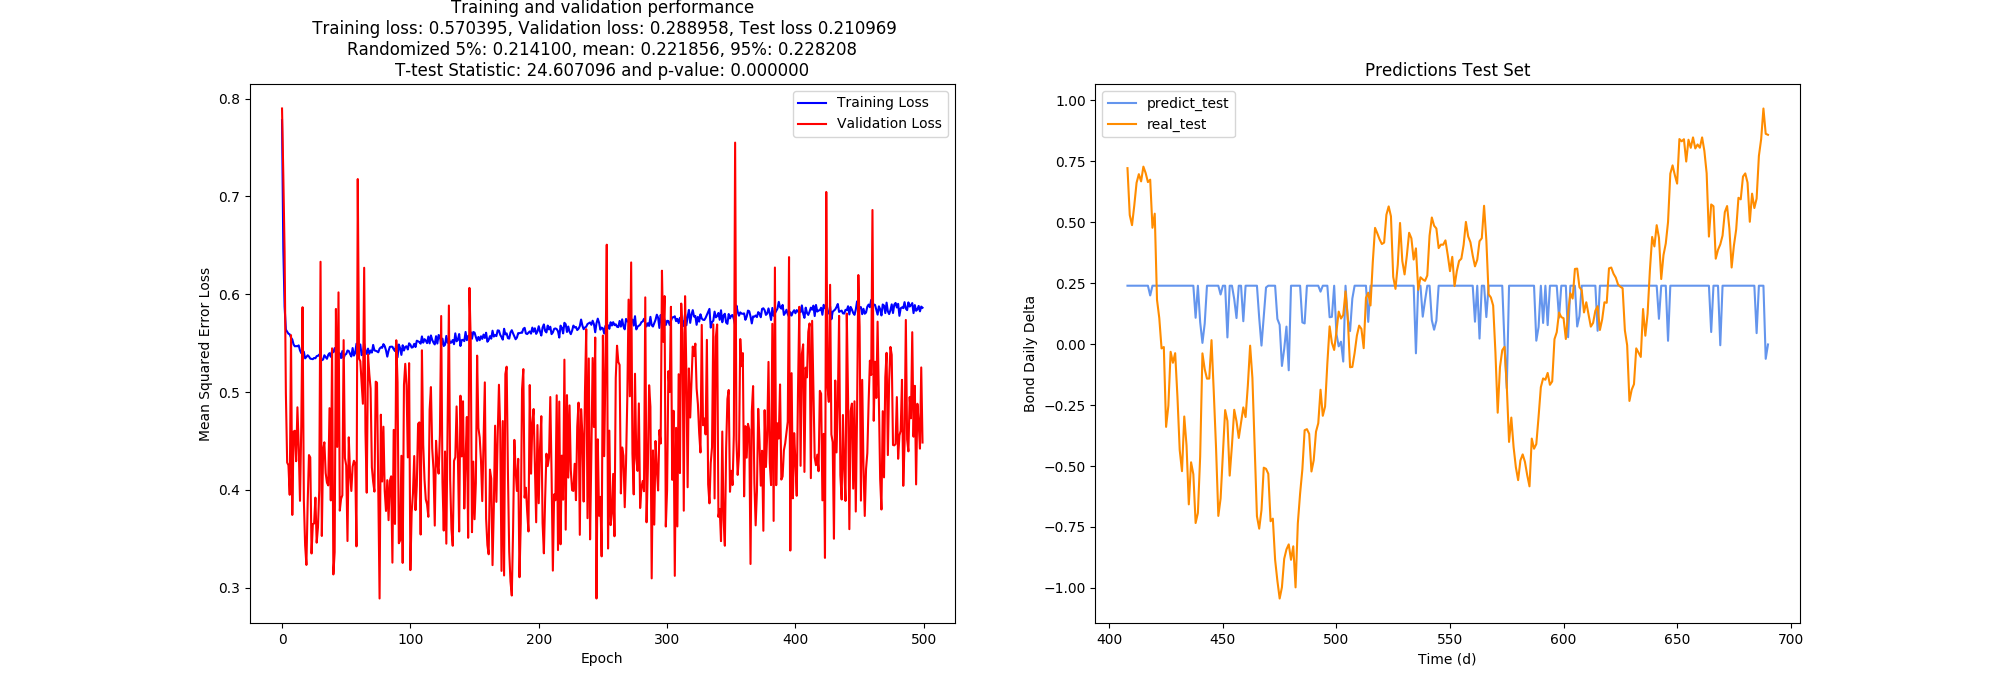 Training and validation performance
Training loss: 0.570395, Validation loss: 0.288958, Test loss 0.210969
Randomized 5%: 0.214100, mean: 0.221856, 95%: 0.228208
T-test Statistic: 24.607096 and p-value: 0.000000
Training Loss
Validation Loss
0.8
0.7
0.6
0.5
0.4
0.3
Mean Squared Error Loss
0 100 200 300 400 500
Epoch
Predictions Test Set
predict_test
real_test
1.00
0.75
0.50
0.25
0.00
−0.25
−0.50
−0.75
−1.00
Bond Daily Delta
400 450 500 550 600 650 700
Time (d)